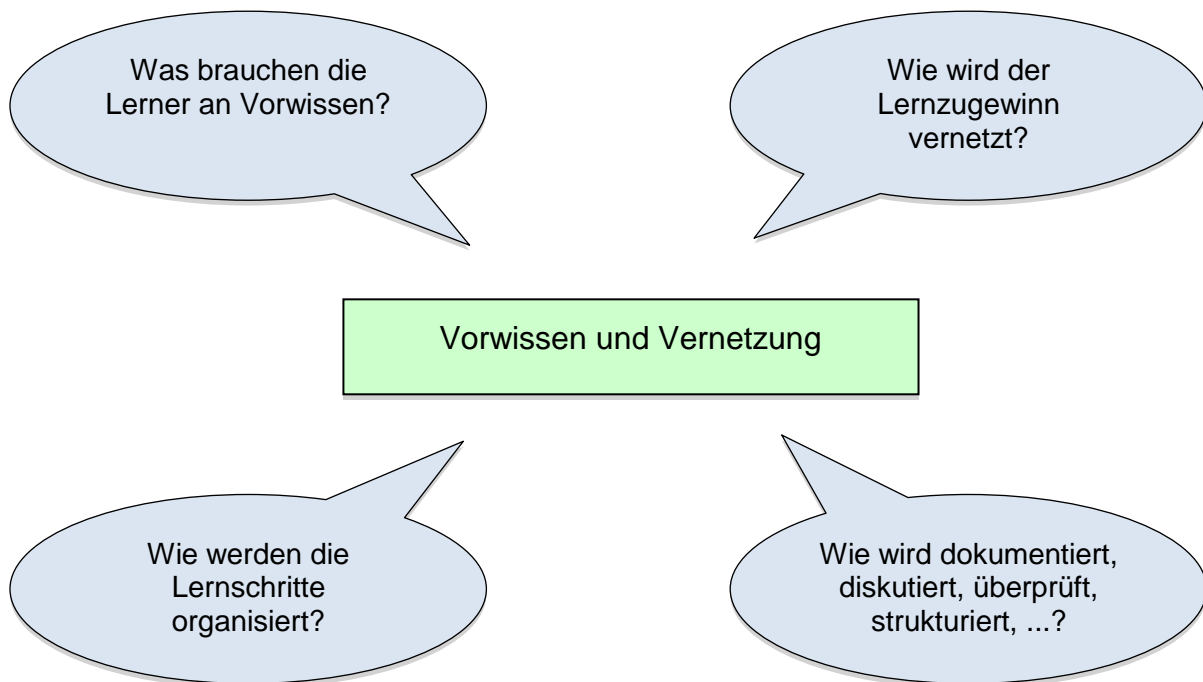 Was brauchen die
Lerner an Vorwissen?
Wie wird der
Lernzugewinn
vernetzt?
Vorwissen und Vernetzung
Wie werden die
Lernschritte
organisiert?
Wie wird dokumentiert,
diskutiert, überprüft,
strukturiert, ...?